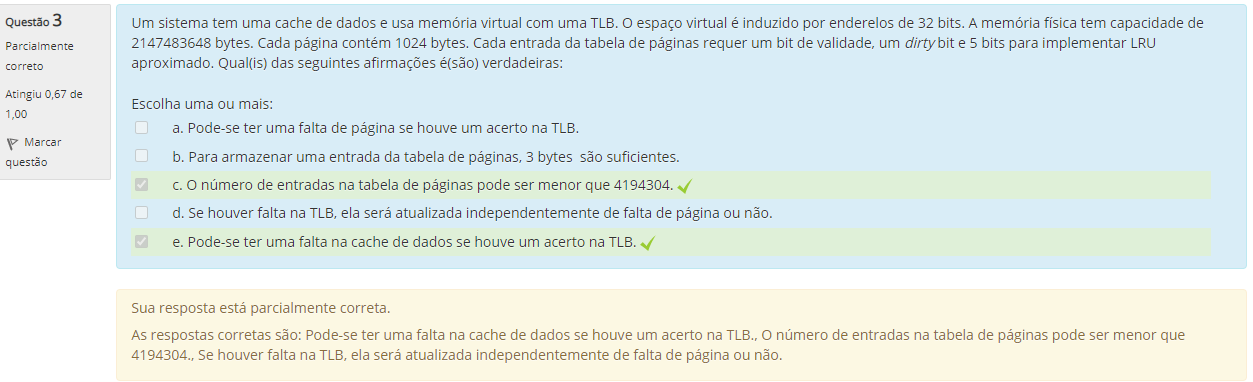 Questão 3
Parcialmente
correto
Atingiu 0,67 de
1,00
Marcar
questão
Um sistema tem uma cache de dados e usa memória virtual com uma TLB. O espaço virtual é induzido por enderelos de 32 bits. A memória física tem capacidade de
2147483648 bytes. Cada página contém 1024 bytes. Cada entrada da tabela de páginas requer um bit de validade, um dirty bit e 5 bits para implementar LRU
aproximado. Qual(is) das seguintes afirmações é(são) verdadeiras:
Escolha uma ou mais:
a. Pode-se ter uma falta de página se houve um acerto na TLB.
b. Para armazenar uma entrada da tabela de páginas, 3 bytes são suficientes.
c. O número de entradas na tabela de páginas pode ser menor que 4194304.
d. Se houver falta na TLB, ela será atualizada independentemente de falta de página ou não.
e. Pode-se ter uma falta na cache de dados se houve um acerto na TLB.
Sua resposta está parcialmente correta.
As respostas corretas são: Pode-se ter uma falta na cache de dados se houve um acerto na TLB., O número de entradas na tabela de páginas pode ser menor que
4194304., Se houver falta na TLB, ela será atualizada independentemente de falta de página ou não.